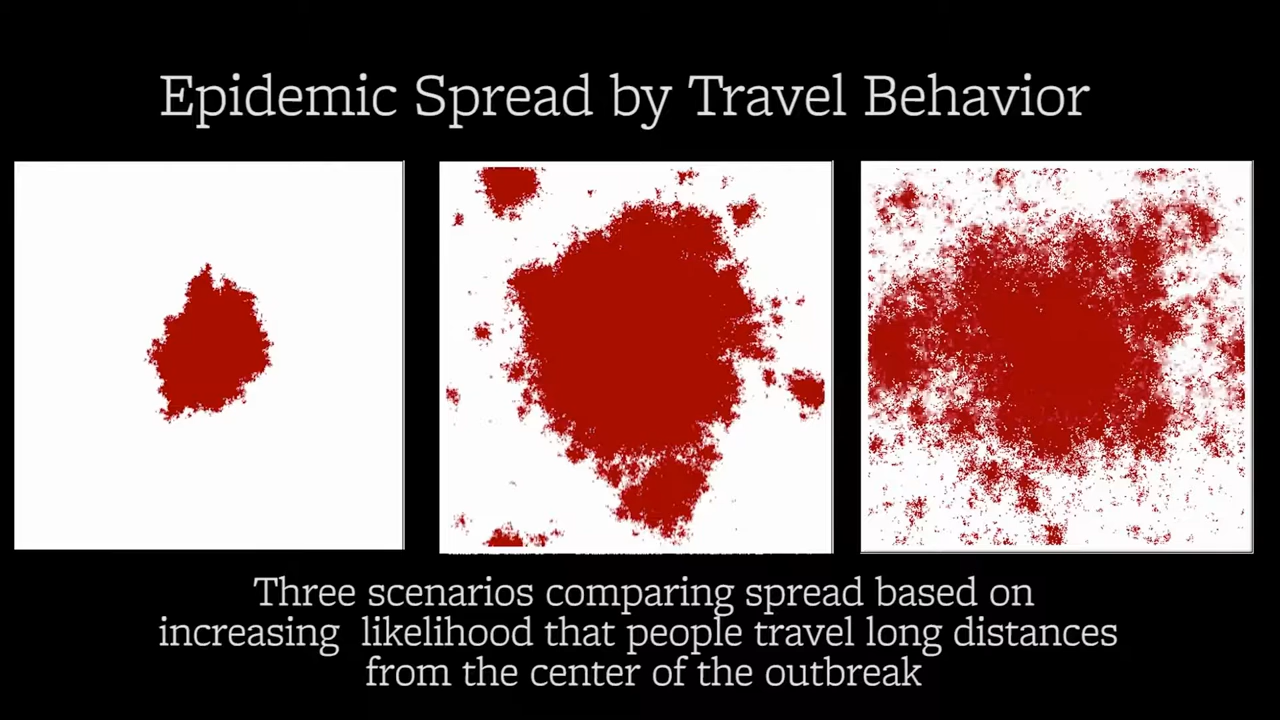 Epidemic Spread by Travel Behavior
Three scenarios comparing spread based on
increasing likelihood that people travel long distances
from the center of the outbreak